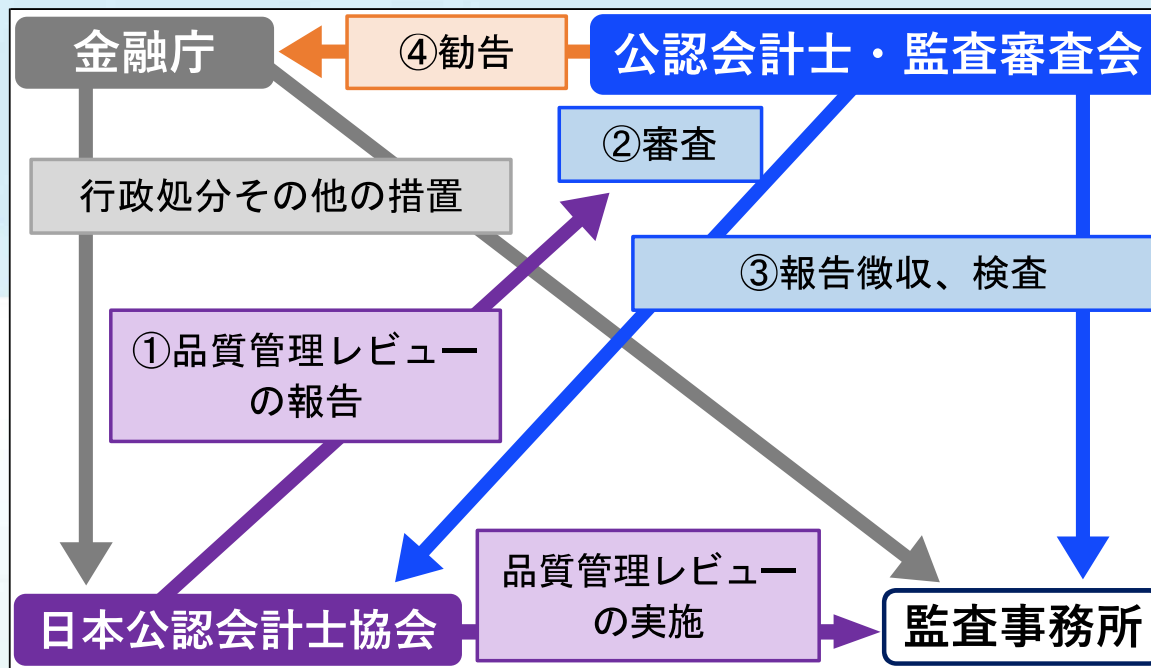 金融庁
④勧告
公認会計士・監査審査会
②審査
行政処分その他の措置
③報告徴収、検査
①品質管理レビュー
の報告
品質管理レビュー
の実施
日本公認会計士協会
監査事務所